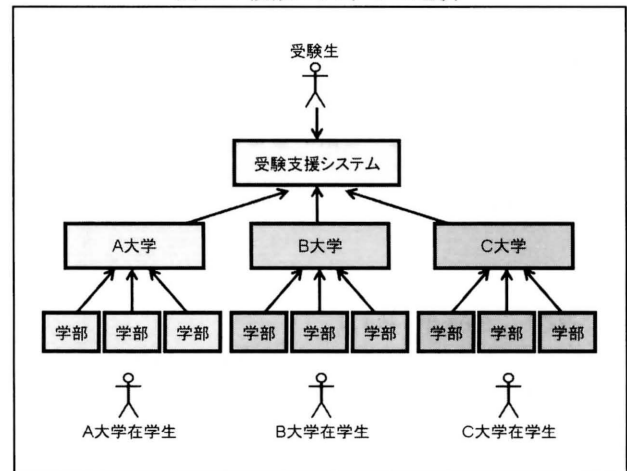 受験生
受験支援システム
A大学 B大学 C大学
学部 学部 学部 学部 学部 学部 学部 学部 学部
A大学在学生 B大学在学生 C大学在学生